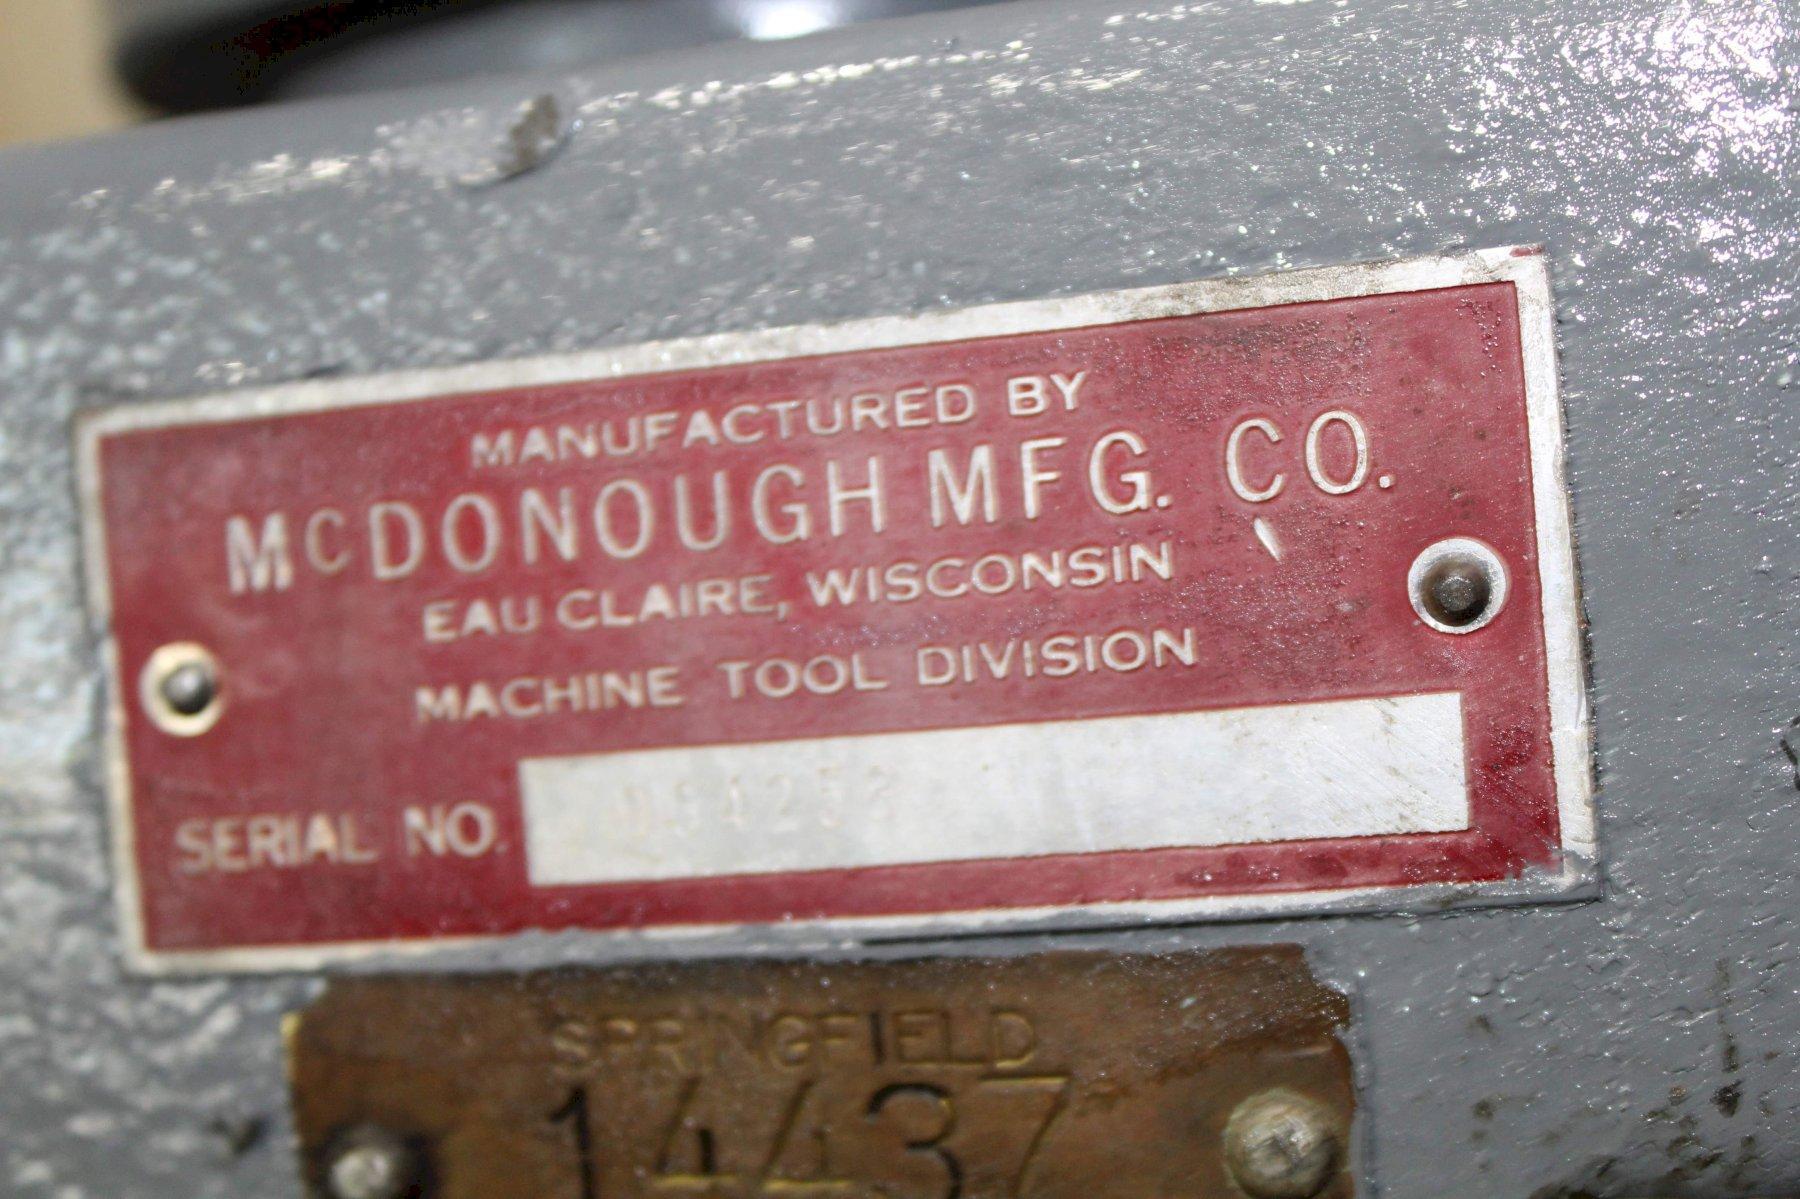 MANUFACTURED BY
McDONOUGH MFG. CO.
EAU CLAIRE, WISCONSIN
MACHINE TOOL DIVISION
SERIAL NO.
SPRINGFIELD
14437